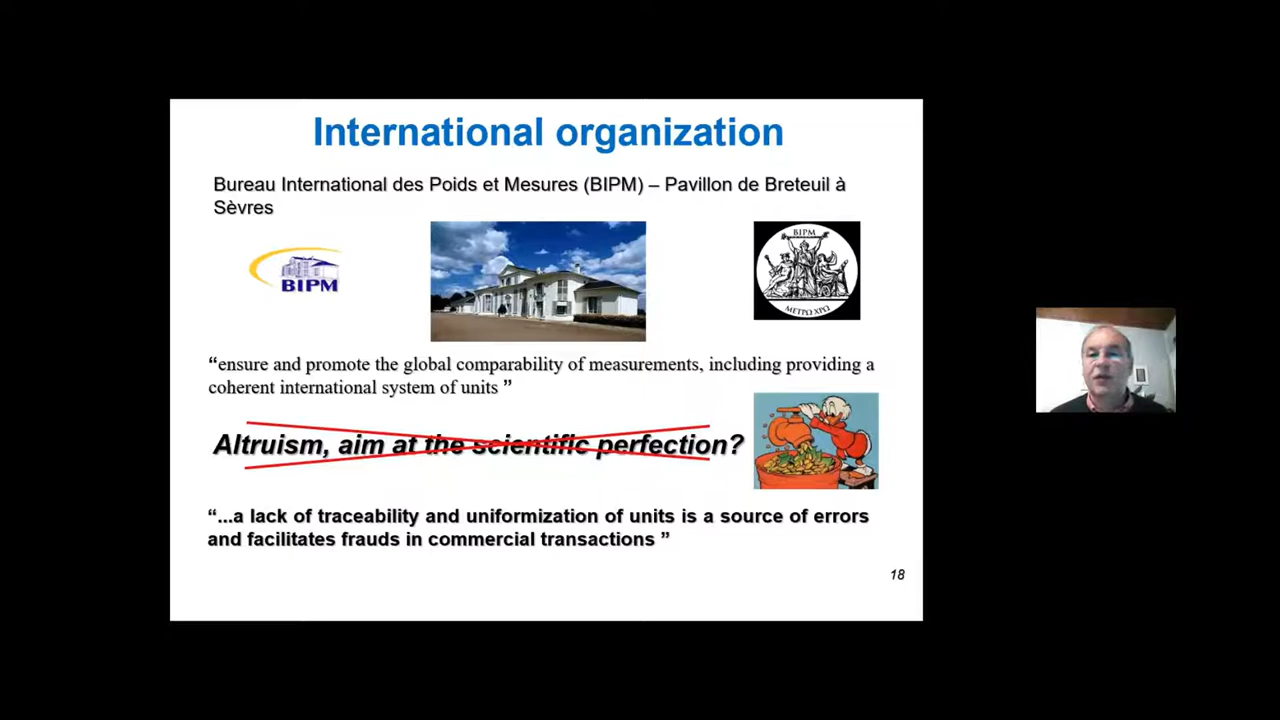 International organization
Bureau International des Poids et Mesures (BIPM) – Pavillon de Breteuil à
Sèvres
BIPM
BIPM
ΜΕΤΡΩ ΧΡΩ
“ensure and promote the global comparability of measurements, including providing a
coherent international system of units ”
Altruism, aim at the scientific perfection?
“...a lack of traceability and uniformization of units is a source of errors
and facilitates frauds in commercial transactions ”
18